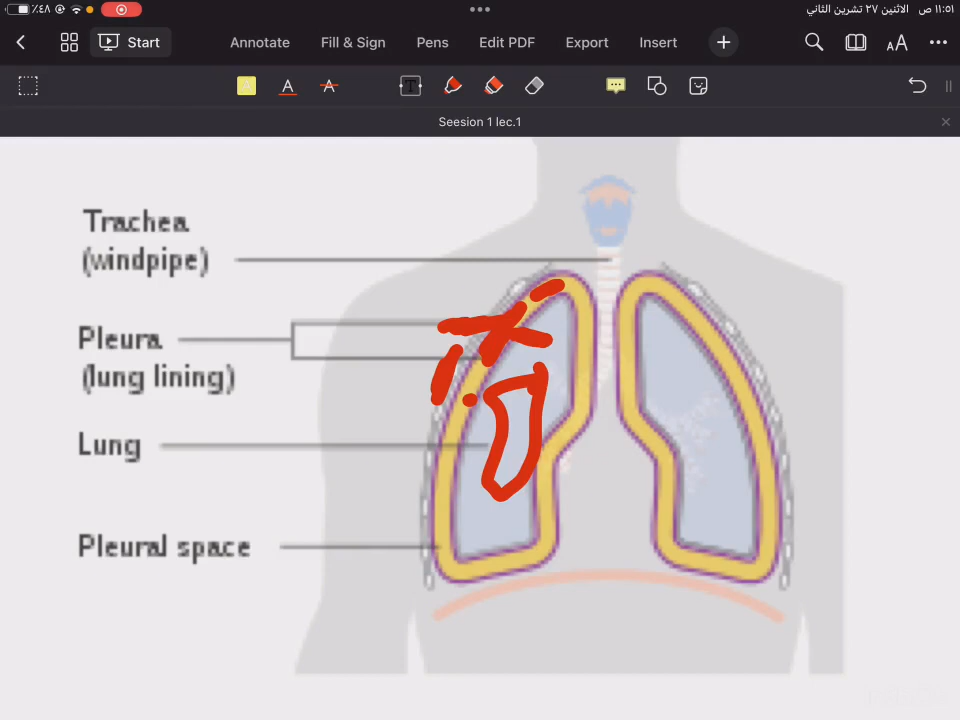 ٪٤٨ الاثنين ٢٧ تشرين الثاني ١١:٥١ ص
Start Annotate Fill & Sign Pens Edit PDF Export Insert
A A T AA
Seesion 1 lec.1
Trachea
(windpipe)
Pleura
(lung lining)
Lung
Pleural space